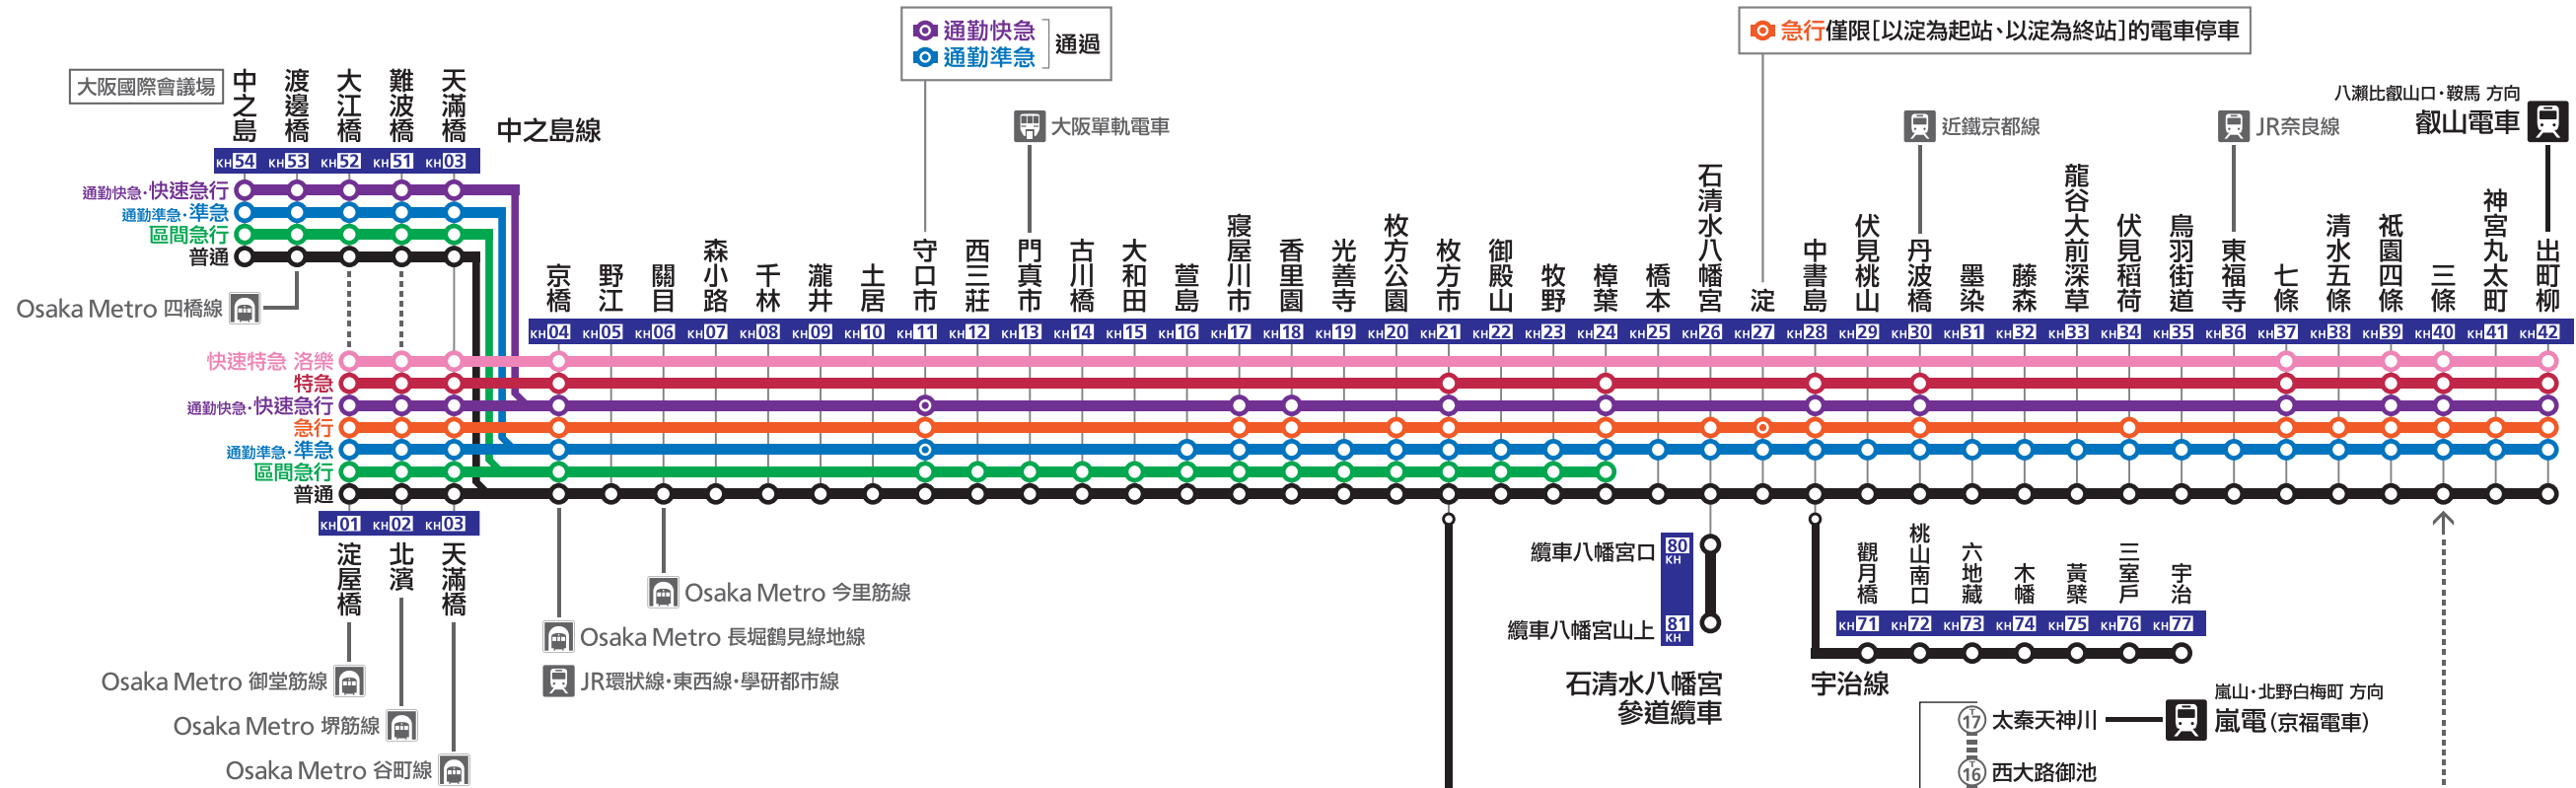 通勤快急
通勤準急
通過
急行僅限[以淀為起站、以淀為終站]的電車停車
大阪國際會議場
中之島
渡邊橋
大江橋
難波橋
天滿橋
中之島線
KH54 KH53 KH52 KH51 KH03
通勤快急·快速急行
通勤準急·準急
區間急行
普通
Osaka Metro 四橋線
大阪單軌電車
近鐵京都線
JR奈良線
八瀨比叡山口·鞍馬 方向
叡山電車
京橋
野江
關目
森小路
千林
瀧井
土居
守口市
西三莊
門真市
古川橋
大和田
萱島
寢屋川市
香里園
光善寺
枚方公園
枚方市
御殿山
牧野
樟葉
橋本
石清水八幡宮
淀
中書島
伏見桃山
丹波橋
墨染
藤森
龍谷大前深草
伏見稻荷
鳥羽街道
東福寺
七條
清水五條
祇園四條
三條
神宮丸太町
出町柳
KH04 KH05 KH06 KH07 KH08 KH09 KH10 KH11 KH12 KH13 KH14 KH15 KH16 KH17 KH18 KH19 KH20 KH21 KH22 KH23 KH24 KH25 KH26 KH27 KH28 KH29 KH30 KH31 KH32 KH33 KH34 KH35 KH36 KH37 KH38 KH39 KH40 KH41 KH42
快速特急 洛樂
特急
通勤快急·快速急行
急行
通勤準急·準急
區間急行
普通
KH01 KH02 KH03
淀屋橋
北濱
天滿橋
Osaka Metro 御堂筋線
Osaka Metro 堺筋線
Osaka Metro 谷町線
Osaka Metro 今里筋線
Osaka Metro 長堀鶴見綠地線
JR環狀線·東西線·學研都市線
纜車八幡宮口
80
KH
纜車八幡宮山上
81
KH
石清水八幡宮
參道纜車
觀月橋
桃山南口
六地藏
木幡
黃檗
三室戶
宇治
KH71 KH72 KH73 KH74 KH75 KH76 KH77
宇治線
嵐山·北野白梅町 方向
嵐電(京福電車)
T
17
太秦天神川
T
16
西大路御池